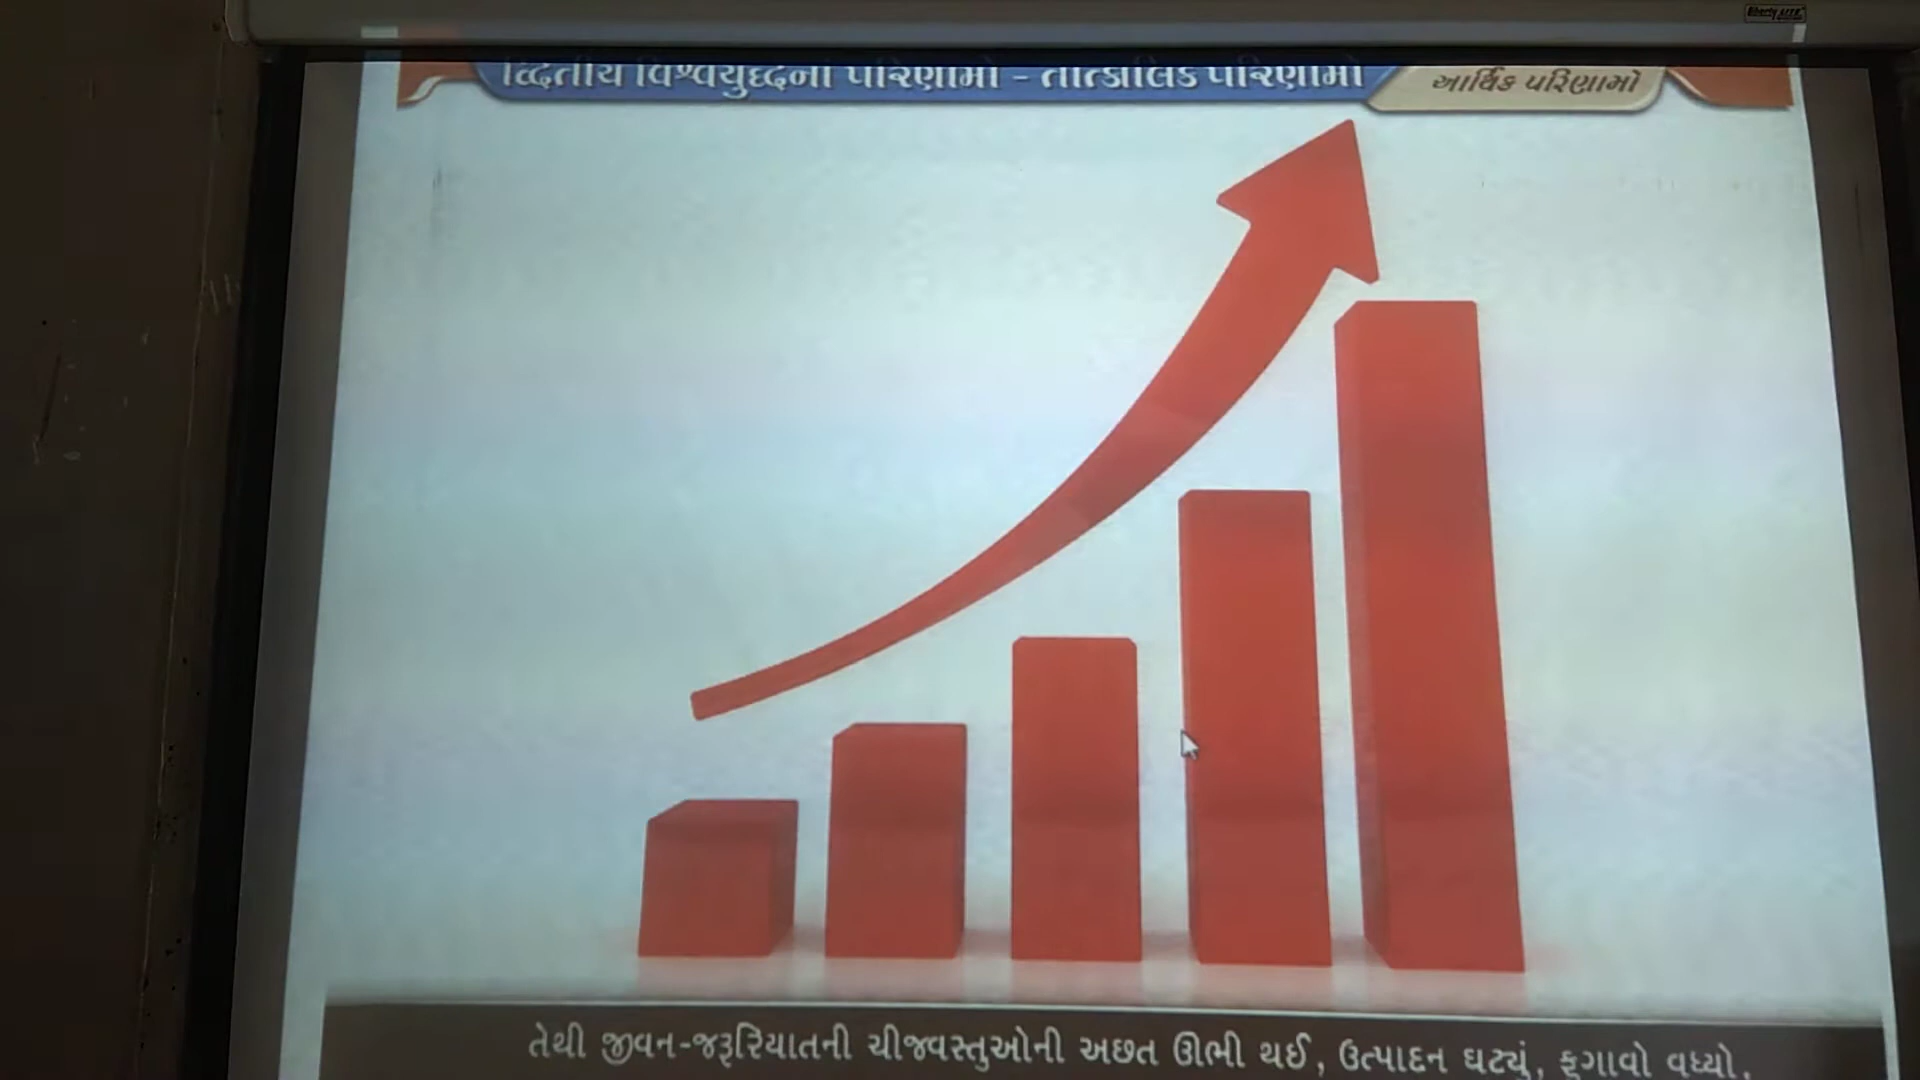 દ્વિતીય વિશ્વયુદ્ધનાં પરિણામો - તાત્કાલિક પરિણામો
આર્થિક પરિણામો
તેથી જીવન-જરૂરિયાતની ચીજવસ્તુઓની અછત ઊભી થઈ, ઉત્પાદન ઘટ્યું, ફુગાવો વધ્યો.